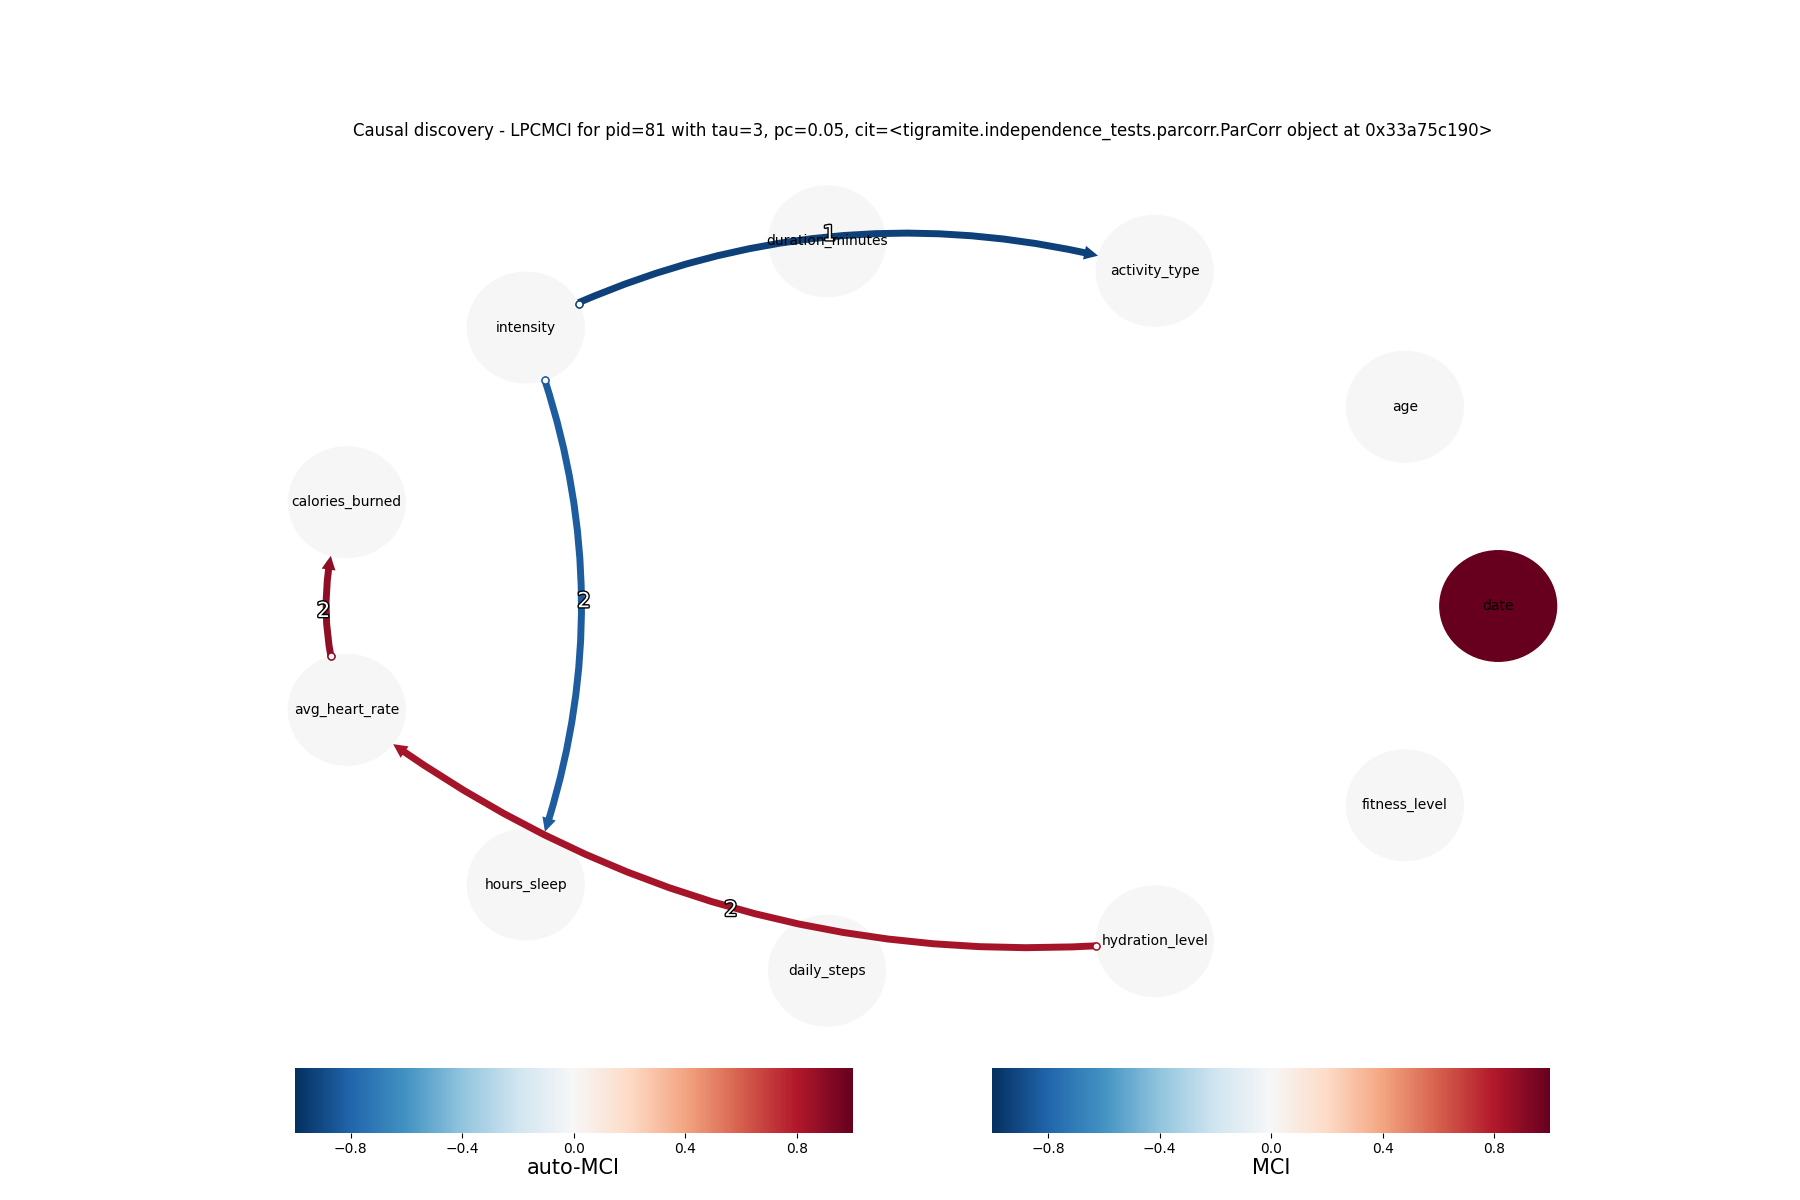 Causal discovery - LPCMCI for pid=81 with tau=3, pc=0.05, cit=<tigramite.independence_tests.parcorr.ParCorr object at 0x33a75c190>
1
duration_minutes
activity_type
intensity
age
calories_burned
2
date
2
avg_heart_rate
fitness_level
hours_sleep
2
hydration_level
daily_steps
−0.8 −0.4 0.0 0.4 0.8
auto-MCI
−0.8 −0.4 0.0 0.4 0.8
MCI